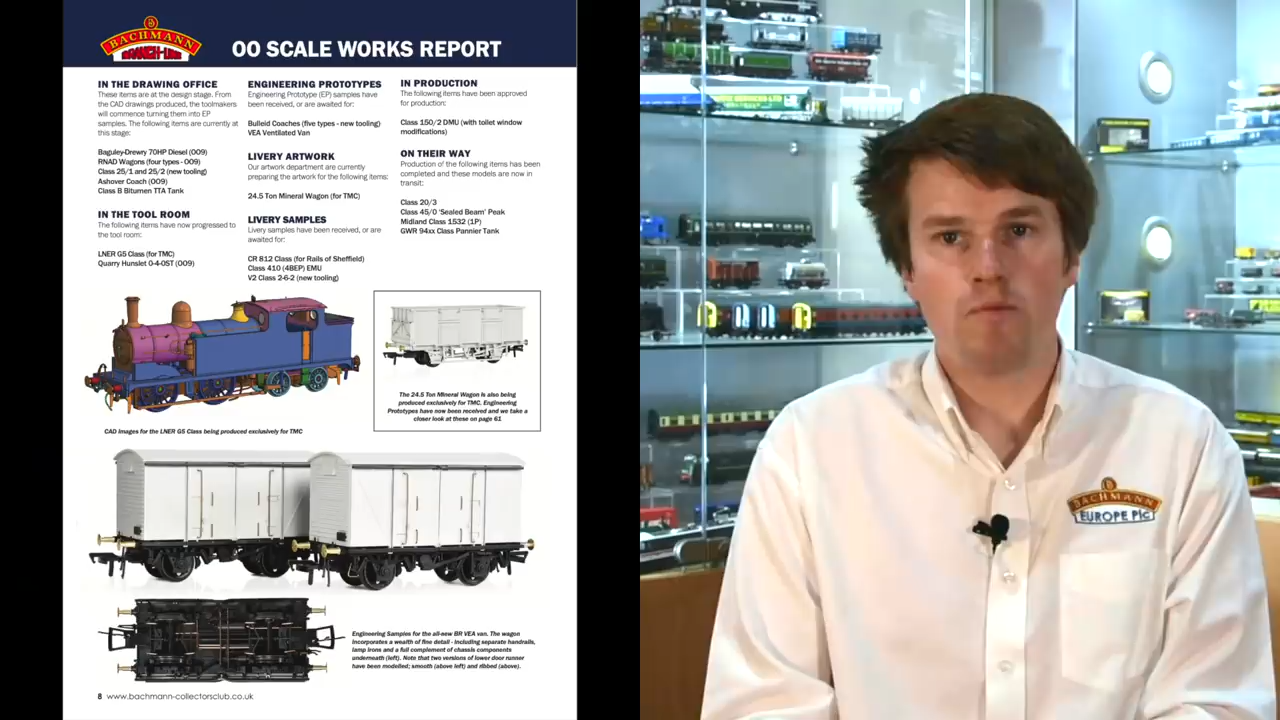 BACHMANN
BRANCH-LINE
OO SCALE WORKS REPORT
IN THE DRAWING OFFICE
These items are at the design stage. From
the CAD drawings produced, the toolmakers
will commence turning them into EP
samples. The following items are currently at
this stage:
Baguley-Drewry 70HP Diesel (009)
RNAD Wagons (four types - 009)
Class 25/1 and 25/2 (new tooling)
Ashover Coach (009)
Class B Bitumen TTA Tank
IN THE TOOL ROOM
The following items have now progressed to
the tool room:
LNER G5 Class (for TMC)
Quarry Hunslet 0-4-0ST (009)
ENGINEERING PROTOTYPES
Engineering Prototype (EP) samples have
been received, or are awaited for:
Bulleid Coaches (five types - new tooling)
VEA Ventilated Van
LIVERY ARTWORK
Our artwork department are currently
preparing the artwork for the following items:
24.5 Ton Mineral Wagon (for TMC)
LIVERY SAMPLES
Livery samples have been received, or are
awaited for:
CR 812 Class (for Rails of Sheffield)
Class 410 (4BEP) EMU
V2 Class 2-6-2 (new tooling)
IN PRODUCTION
The following items have been approved
for production:
Class 150/2 DMU (with toilet window
modifications)
ON THEIR WAY
Production of the following items has been
completed and these models are now in
transit:
Class 20/3
Class 45/0 'Sealed Beam' Peak
Midland Class 1532 (1P)
GWR 94xx Class Pannier Tank
The 24.5 Ton Mineral Wagon is also being
produced exclusively for TMC. Engineering
Prototypes have now been received and we take a
closer look at these on page 61
CAD Images for the LNER G5 Class being produced exclusively for TMC
Engineering Samples for the all-new BR VEA van. The wagon
incorporates a wealth of fine detail - including separate handrails,
lamp irons and a full complement of chassis components
underneath (left). Note that two versions of lower door runner
have been modelled; smooth (above left) and ribbed (above).
8 www.bachmann-collectorsclub.co.uk
BACHMANN
EUROPE Plc